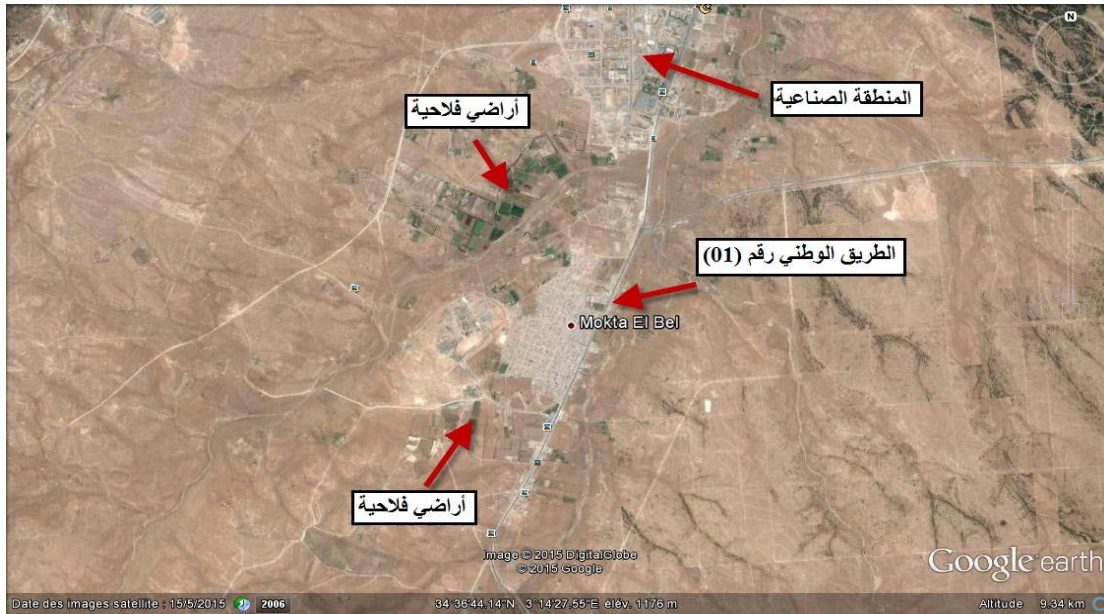 N
المنطقة الصناعية
أراضي فلاحية
الطريق الوطني رقم (01)
Mokta El Bel
أراضي فلاحية
Image © 2015 DigitalGlobe
© 2015 Google
Google earth
Date des images satellite : 15/5/2015 2006 34°36'44.14"N 3°14'27.55"E élév. 1176 m Altitude 9.34 km